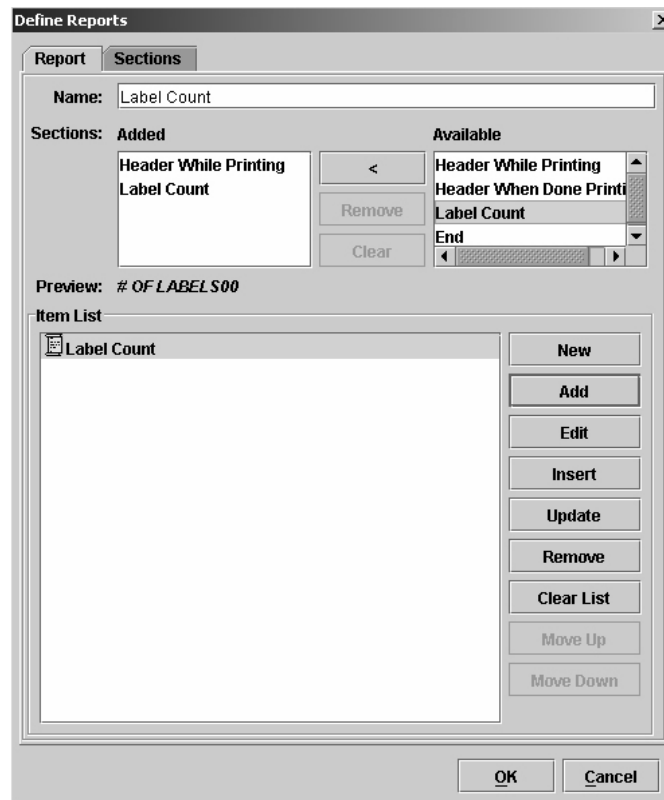 Define Reports
Report Sections
Name: Label Count
Sections: Added Available
Header While Printing
Label Count
<
Remove
Clear
Header While Printing
Header When Done Printi
Label Count
End
Preview: # OF LABELS00
Item List
Label Count
New
Add
Edit
Insert
Update
Remove
Clear List
Move Up
Move Down
OK Cancel